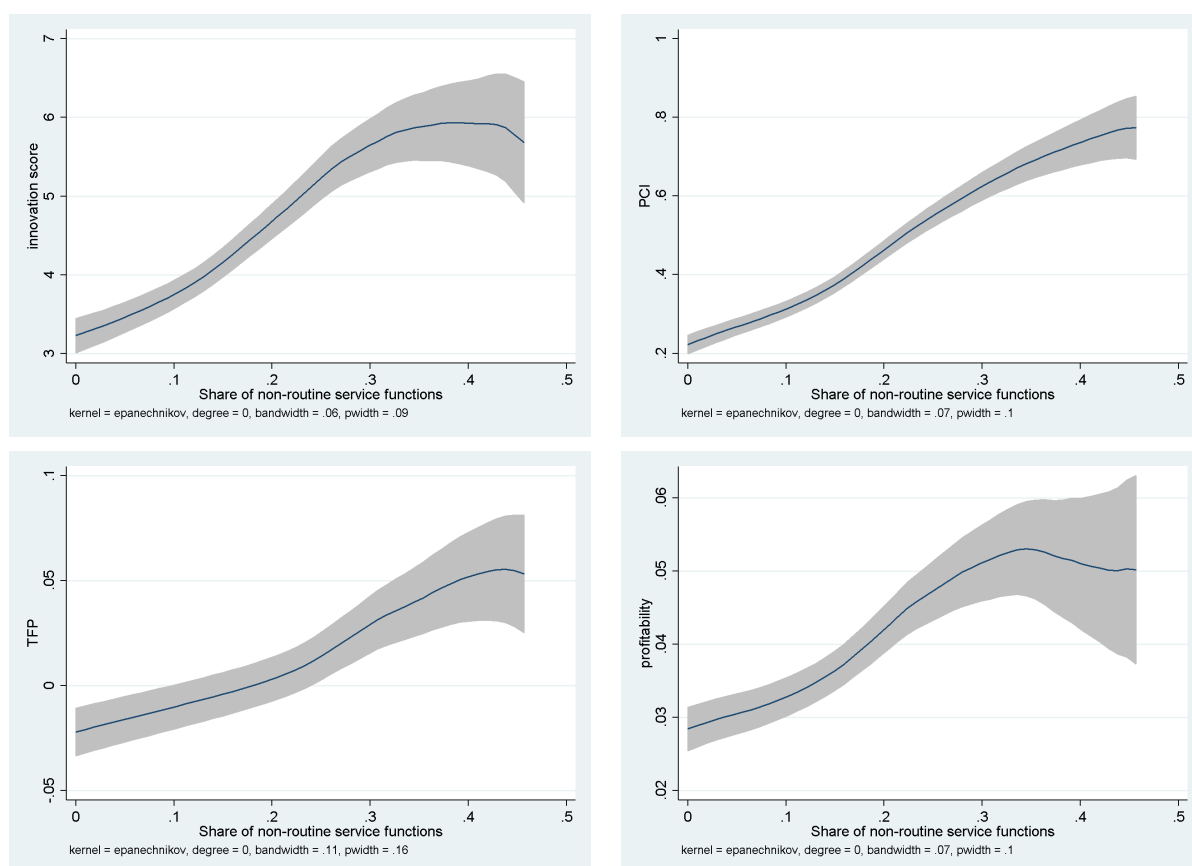 7
6
5
4
3
innovation score
0 .1 .2 .3 .4 .5
Share of non-routine service functions
kernel = epanechnikov, degree = 0, bandwidth = .06, pwidth = .09
1
.8
.6
.4
.2
PCI
0 .1 .2 .3 .4 .5
Share of non-routine service functions
kernel = epanechnikov, degree = 0, bandwidth = .07, pwidth = .1
.1
.05
0
-.05
TFP
0 .1 .2 .3 .4 .5
Share of non-routine service functions
kernel = epanechnikov, degree = 0, bandwidth = .11, pwidth = .16
.06
.05
.04
.03
.02
profitability
0 .1 .2 .3 .4 .5
Share of non-routine service functions
kernel = epanechnikov, degree = 0, bandwidth = .07, pwidth = .1